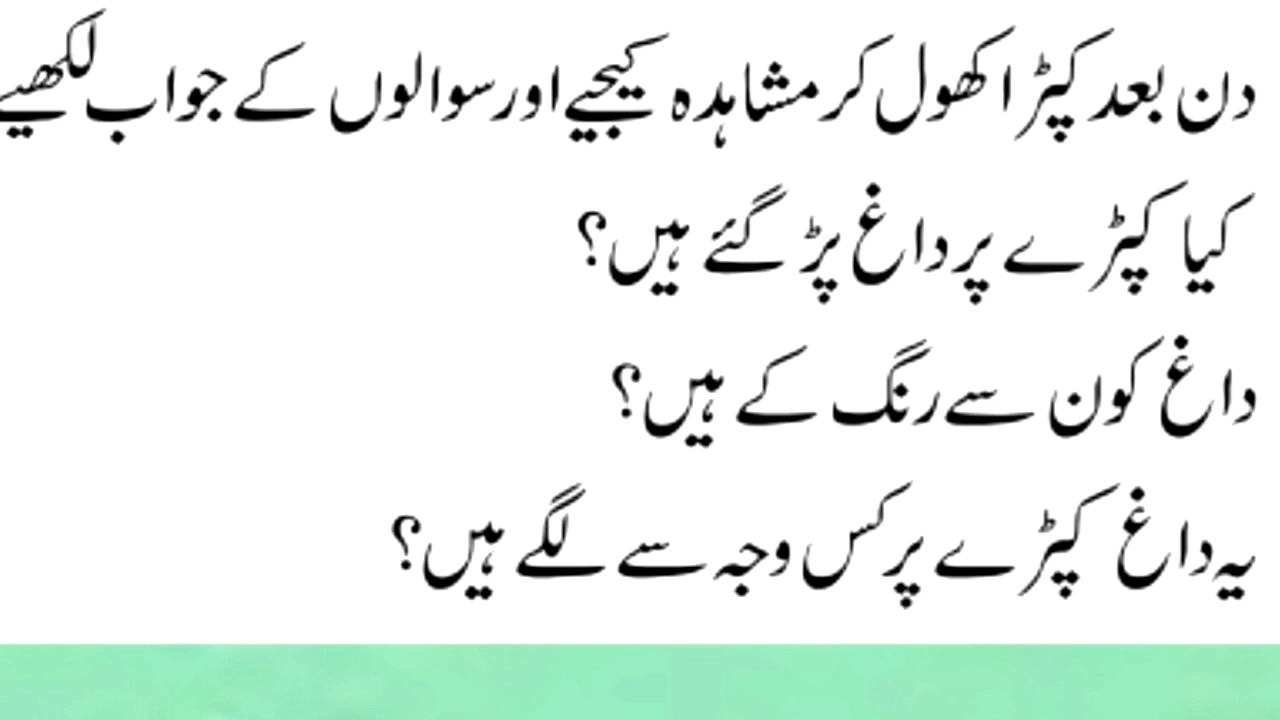 دن بعد کپڑا کھول کر مشاہدہ کیجیے اور سوالوں کے جواب لکھیے
کیا کپڑے پر داغ پڑ گئے ہیں؟
داغ کون سے رنگ کے ہیں؟
یہ داغ کپڑے پر کس وجہ سے لگے ہیں؟